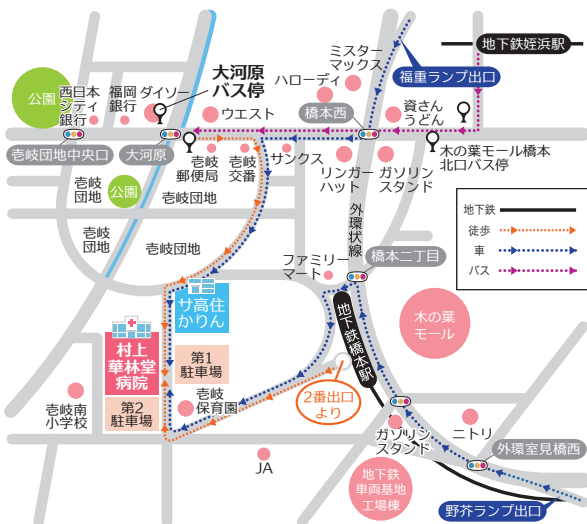 ミスター
マックス
地下鉄姪浜駅
大河原
バス停
ハローディ
福重ランプ出口
公園
西日本
シティ
銀行
福岡
銀行
ダイソー
ウエスト
橋本西
資さん
うどん
壱岐団地中央口
大河原
壱岐
郵便局
壱岐
交番
サンクス
リンガー
ハット
ガソリン
スタンド
木の葉モール橋本
北口バス停
壱岐
団地
公園
壱岐団地
外環状線
地下鉄
徒歩
車
バス
壱岐
団地
壱岐団地
ファミリー
マート
橋本二丁目
サ高住
かりん
地下鉄橋本駅
木の葉
モール
村上
華林堂
病院
第1
駐車場
壱岐南
小学校
第2
駐車場
壱岐
保育園
2番出口
より
ガソリン
スタンド
ニトリ
外環室見橋西
JA
地下鉄
車両基地
工場棟
野芥ランプ出口